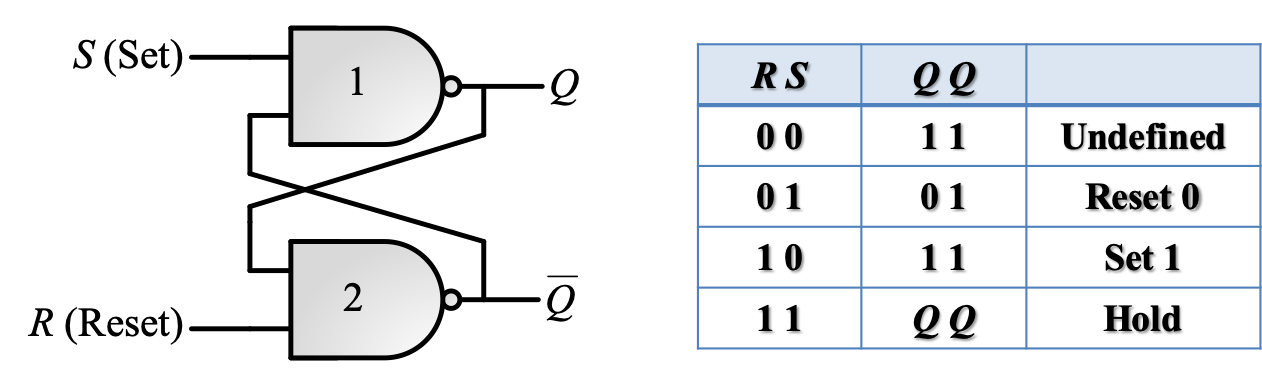 S (Set)
1
Q
2
Q̅
R (Reset)
R S Q Q
0 0 1 1 Undefined
0 1 0 1 Reset 0
1 0 1 1 Set 1
1 1 Q Q Hold